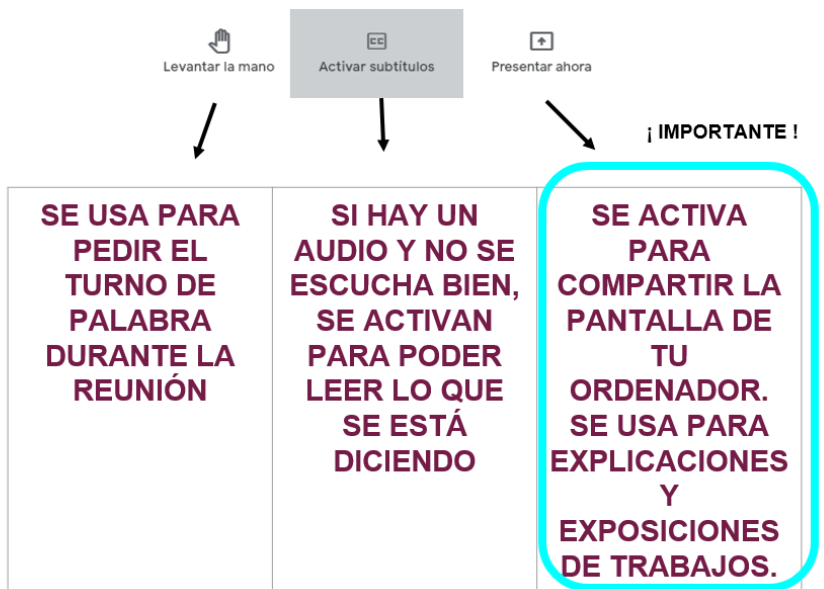 Levantar la mano
Activar subtítulos
Presentar ahora
¡ IMPORTANTE !
SE USA PARA
PEDIR EL
TURNO DE
PALABRA
DURANTE LA
REUNIÓN
SI HAY UN
AUDIO Y NO SE
ESCUCHA BIEN,
SE ACTIVAN
PARA PODER
LEER LO QUE
SE ESTÁ
DICIENDO
SE ACTIVA
PARA
COMPARTIR LA
PANTALLA DE
TU
ORDENADOR.
SE USA PARA
EXPLICACIONES
Y
EXPOSICIONES
DE TRABAJOS.